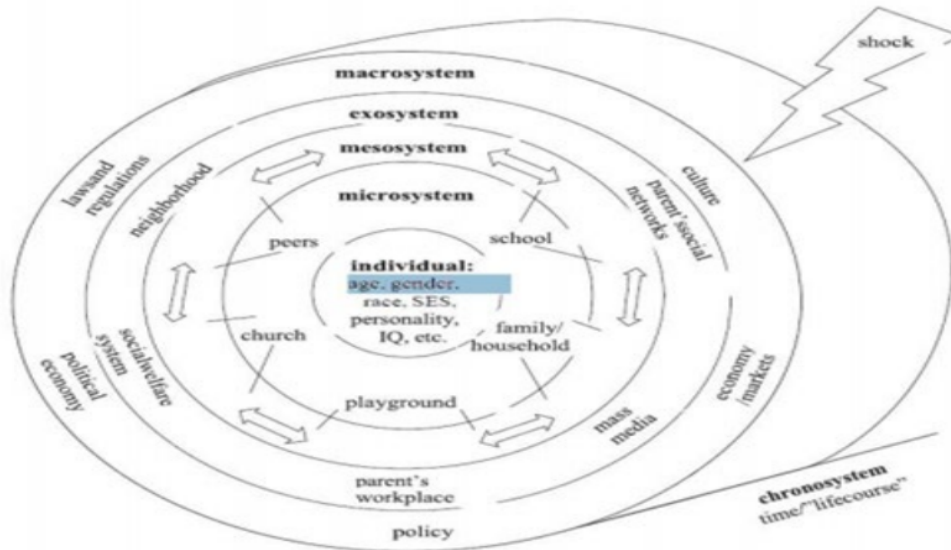 shock
macrosystem
exosystem
mesosystem
microsystem
lawsand
regulations
neighborhood
culture
parent'ssocial
networks
peers
school
individual:
age, gender,
race, SES,
personality,
IQ, etc.
church
family/
household
playground
political
economy
socialwelfare
system
economy
/markets
mass
media
parent's
workplace
policy
chronosystem
time/"lifecourse"